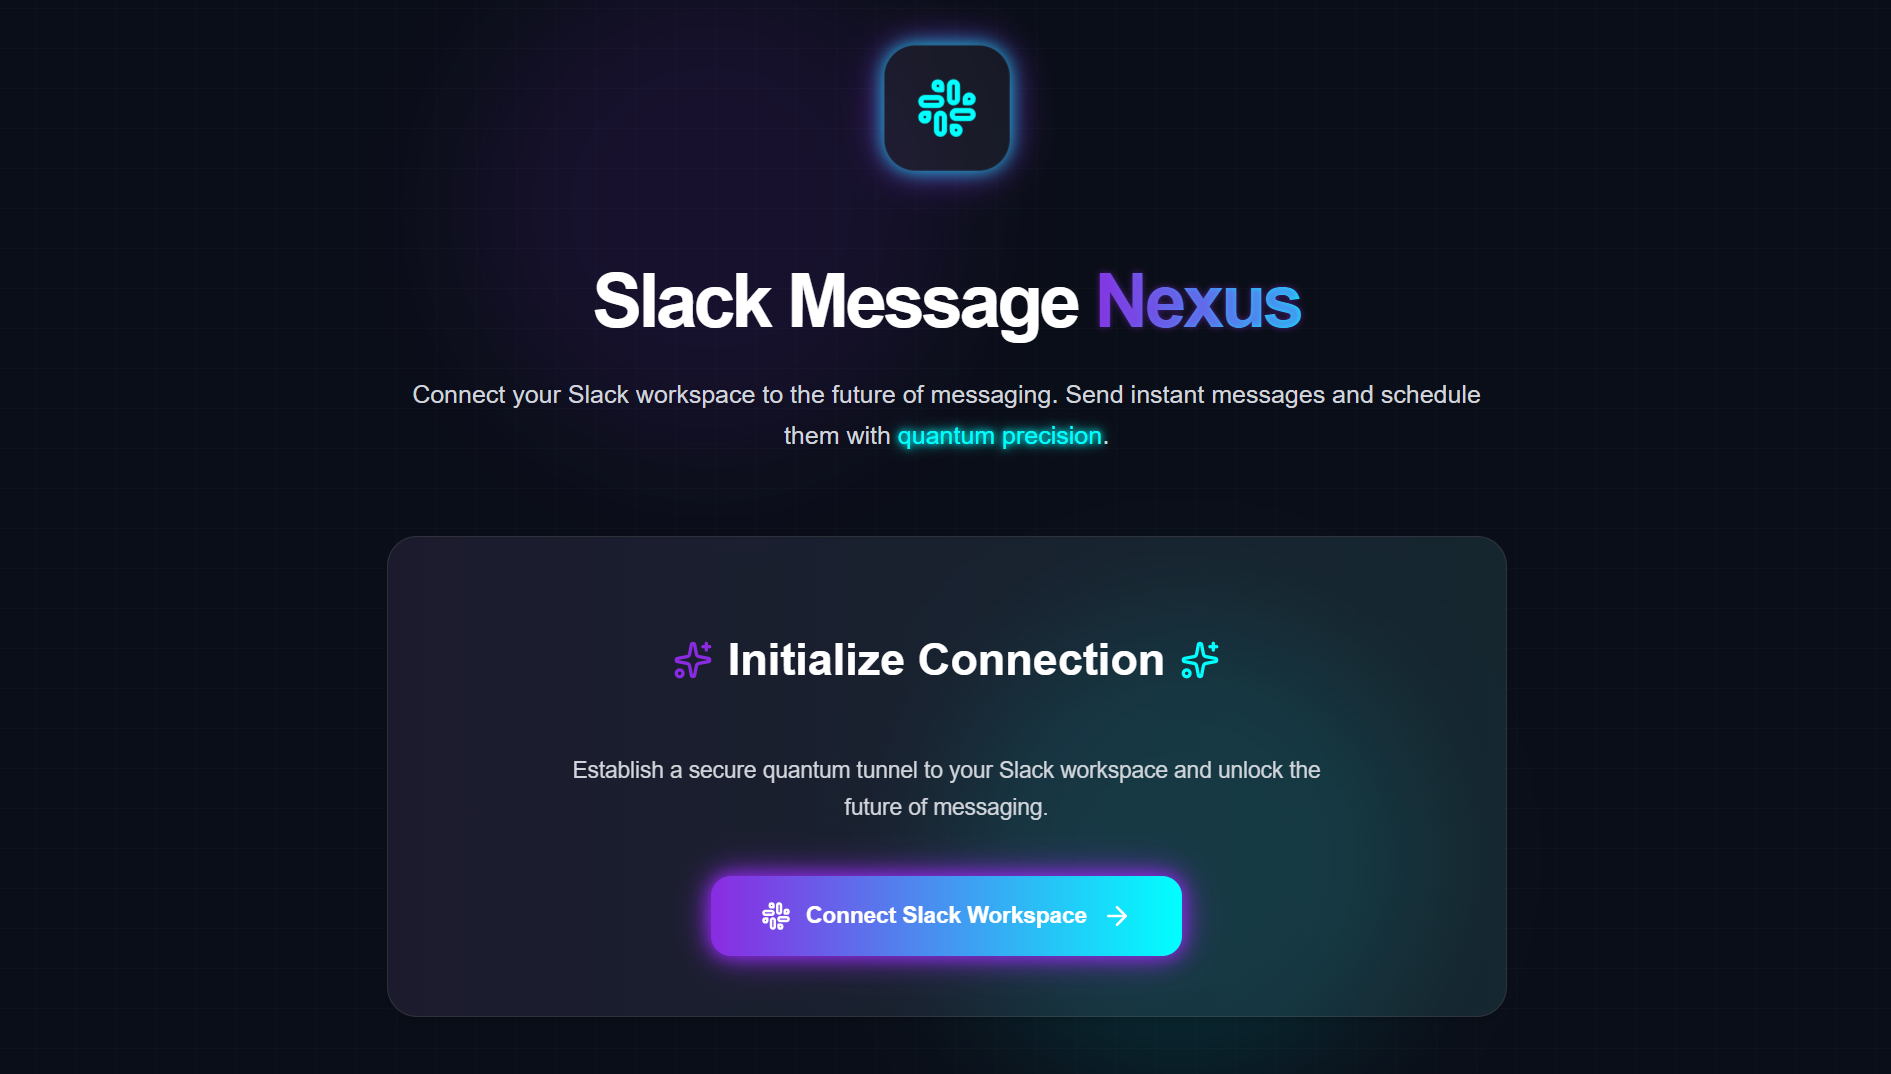 Slack Message Nexus
Connect your Slack workspace to the future of messaging. Send instant messages and schedule
them with quantum precision.
Initialize Connection
Establish a secure quantum tunnel to your Slack workspace and unlock the
future of messaging.
Connect Slack Workspace